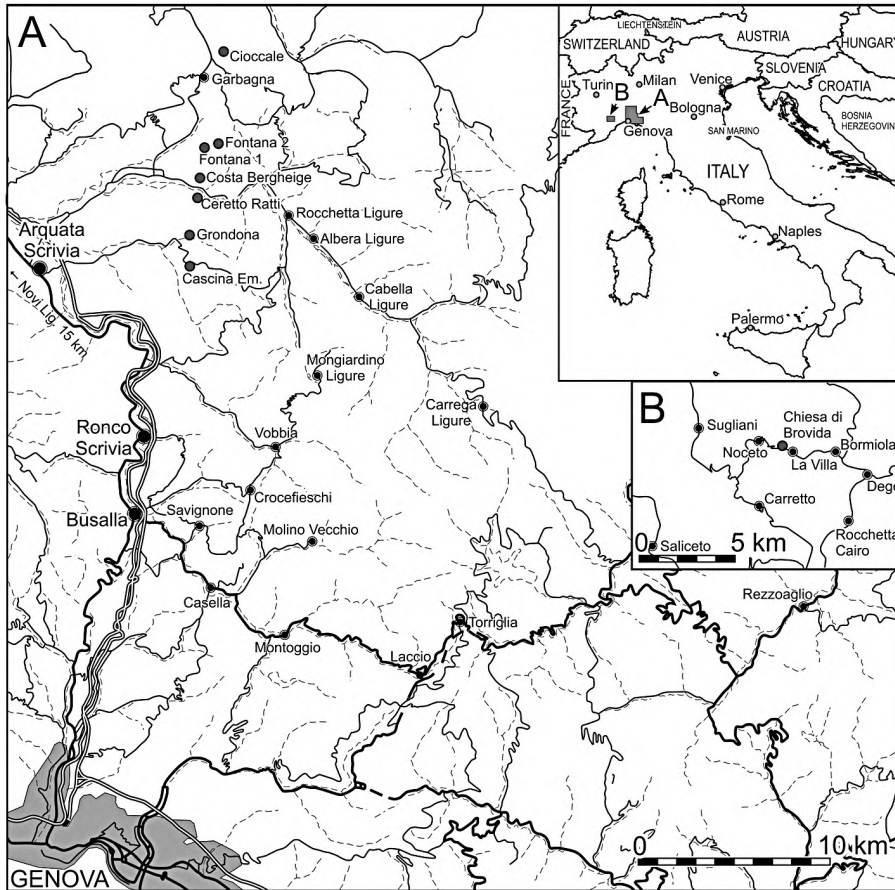 A
Cioccale
Garbagna
Fontana 2
Fontana 1
Costa Bergheige
Ceretto Ratti
Rocchetta Ligure
Arquata
Scrivia
Grondona
Albera Ligure
Cascina Em.
← Novi Lig. 15 km
Cabella
Ligure
Mongiardino
Ligure
Carrega
Ligure
Ronco
Scrivia
Vobbia
Crocefieschi
Busalla
Savignone
Molino Vecchio
Casella
Montoggio
Torriglia
Laccio
Rezzoaglio
GENOVA
0 10 km
LIECHTENSTEIN
AUSTRIA
HUNGARY
SWITZERLAND
SLOVENIA
CROATIA
Turin
Milan
Venice
FRANCE
B
A
Bologna
BOSNIA
HERZEGOVIN
Genova
SAN MARINO
ITALY
Rome
Naples
Palermo
B
Sugliani
Chiesa di
Brovida
Noceto
La Villa
Bormiola
Dego
Carretto
Rocchetta
Cairo
Saliceto
0 5 km